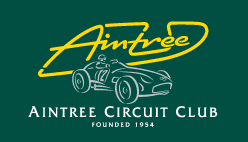 Aintree
AINTREE CIRCUIT CLUB
FOUNDED 1954